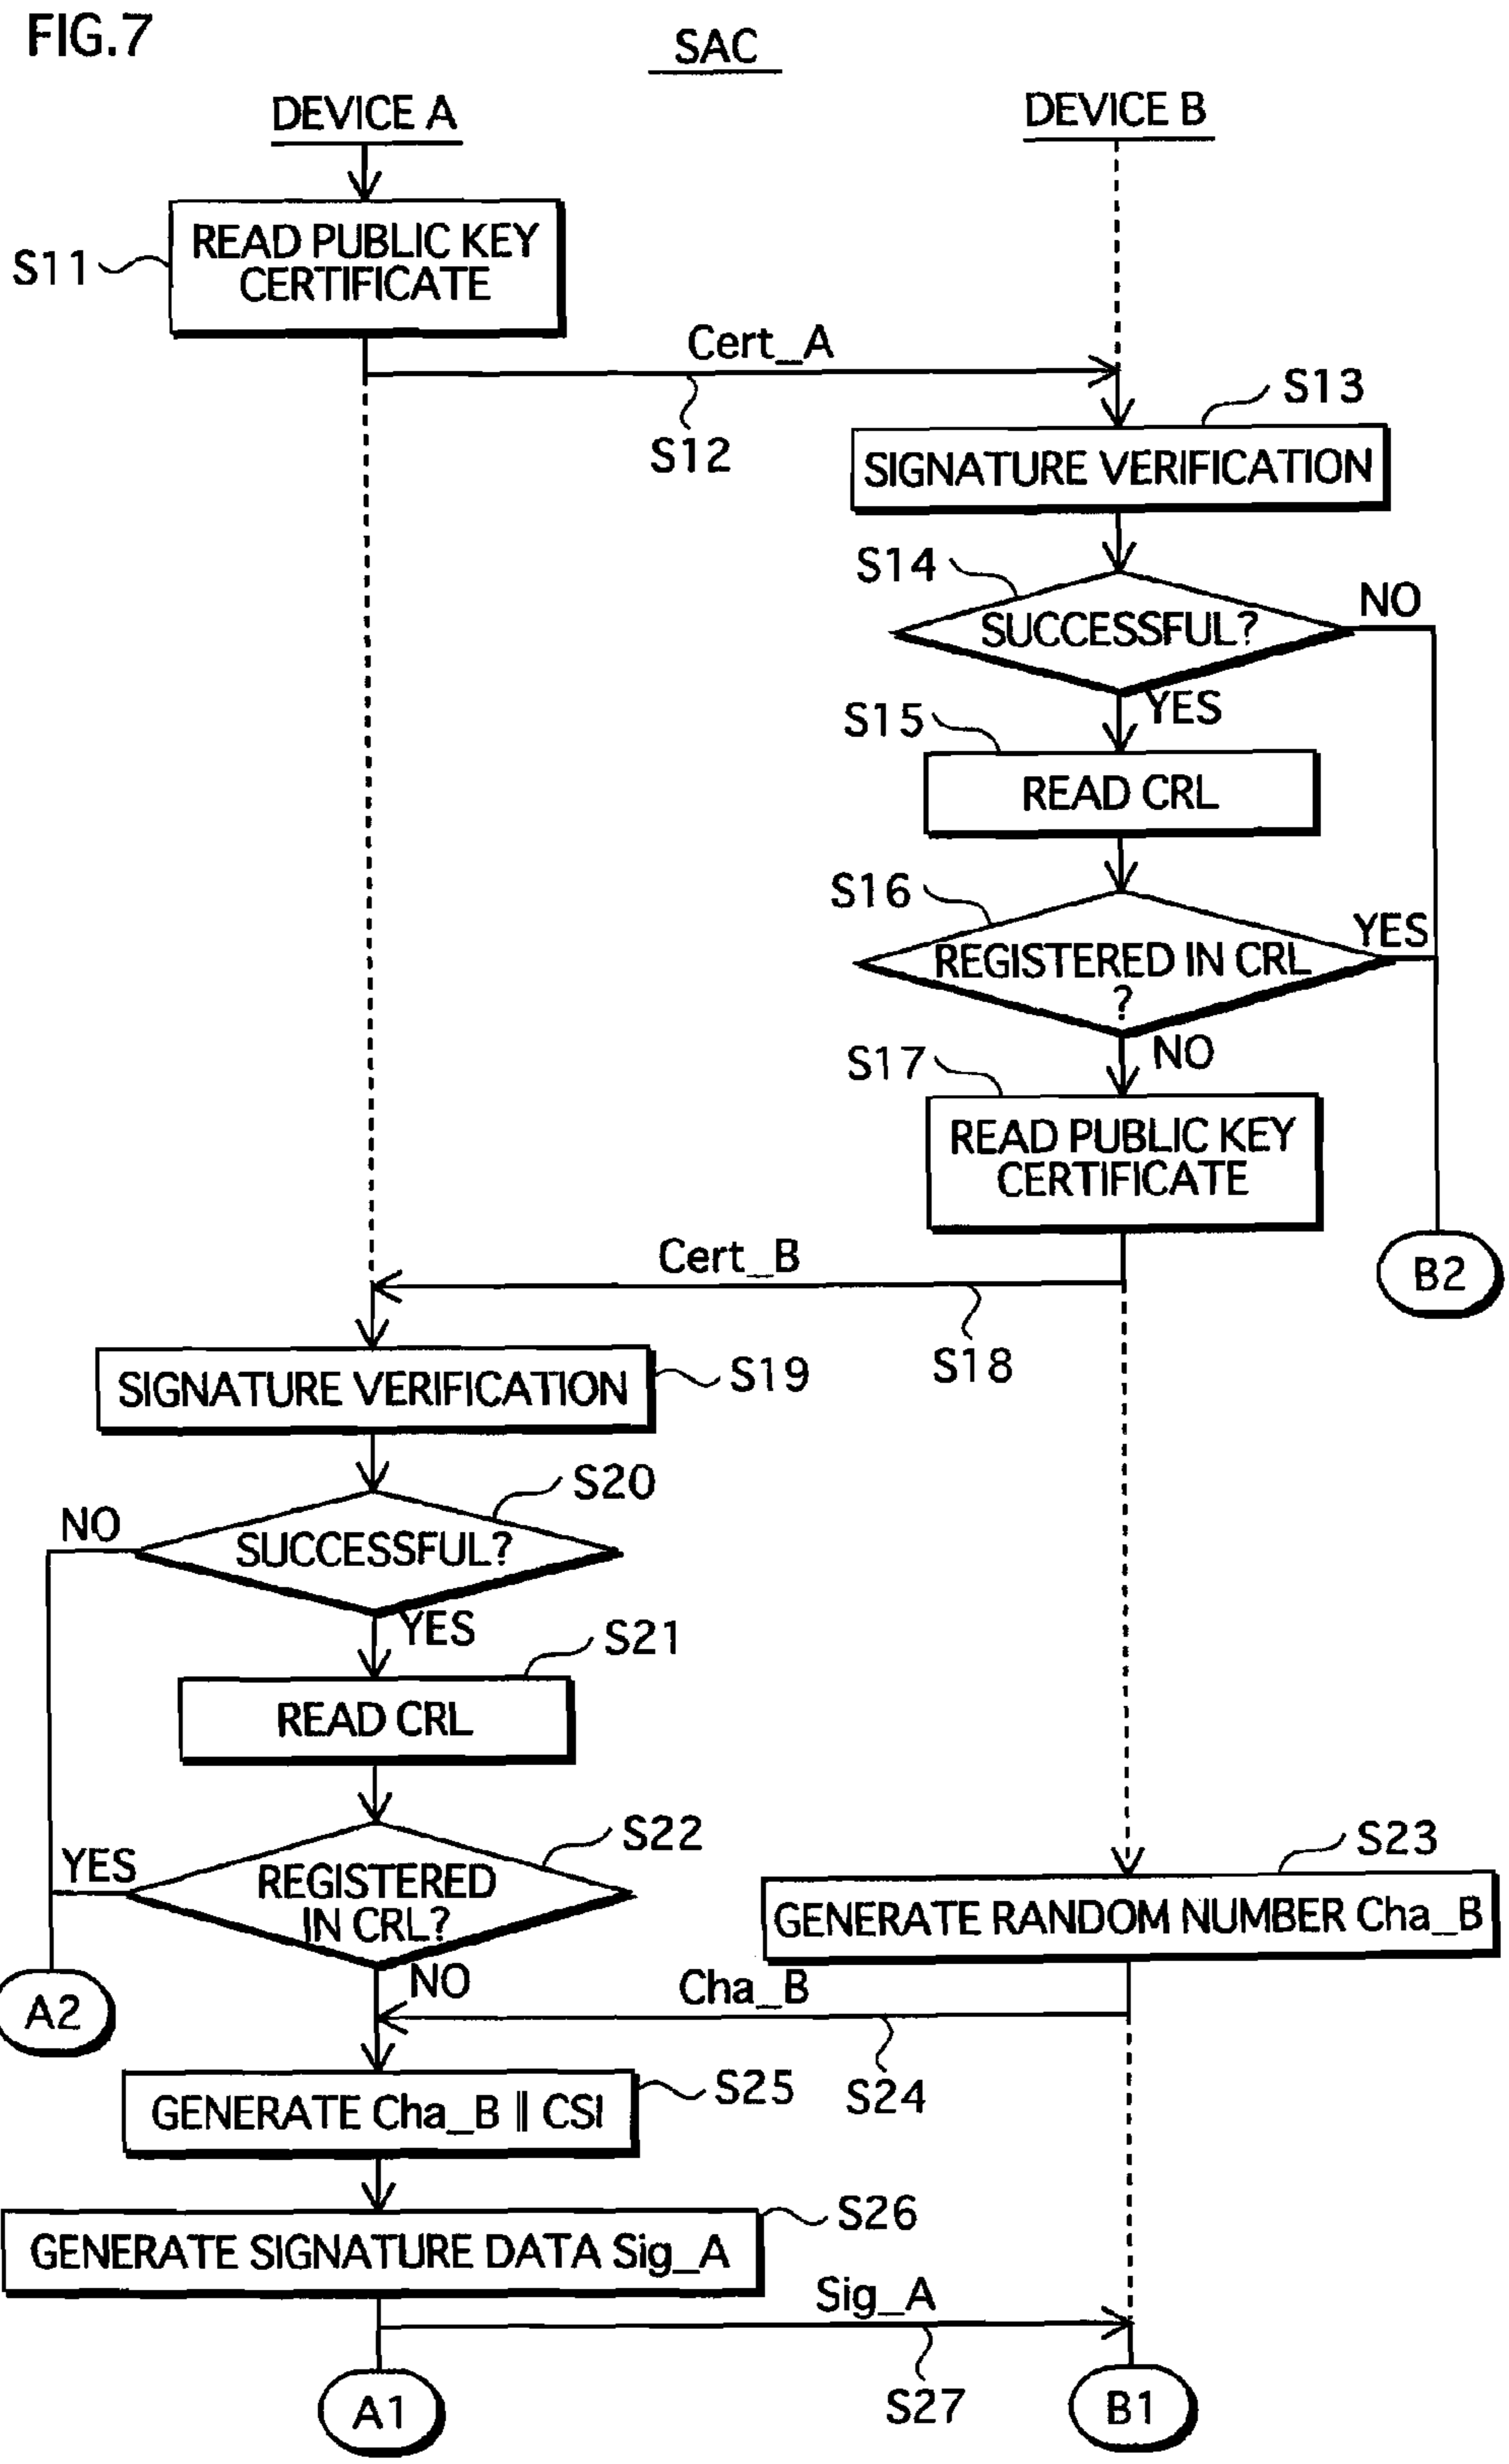 FIG.7
SAC
DEVICE A
DEVICE B
S11
READ PUBLIC KEY
CERTIFICATE
Cert_A
S12
S13
SIGNATURE VERIFICATION
S14
SUCCESSFUL?
NO
YES
S15
READ CRL
S16
REGISTERED IN CRL
?
YES
NO
S17
READ PUBLIC KEY
CERTIFICATE
B2
Cert_B
S18
SIGNATURE VERIFICATION
S19
S20
NO
SUCCESSFUL?
YES
S21
READ CRL
S22
YES
REGISTERED
IN CRL?
NO
A2
S23
GENERATE RANDOM NUMBER Cha_B
Cha_B
S24
S25
GENERATE Cha_B || CSI
S26
GENERATE SIGNATURE DATA Sig_A
Sig_A
S27
A1
B1